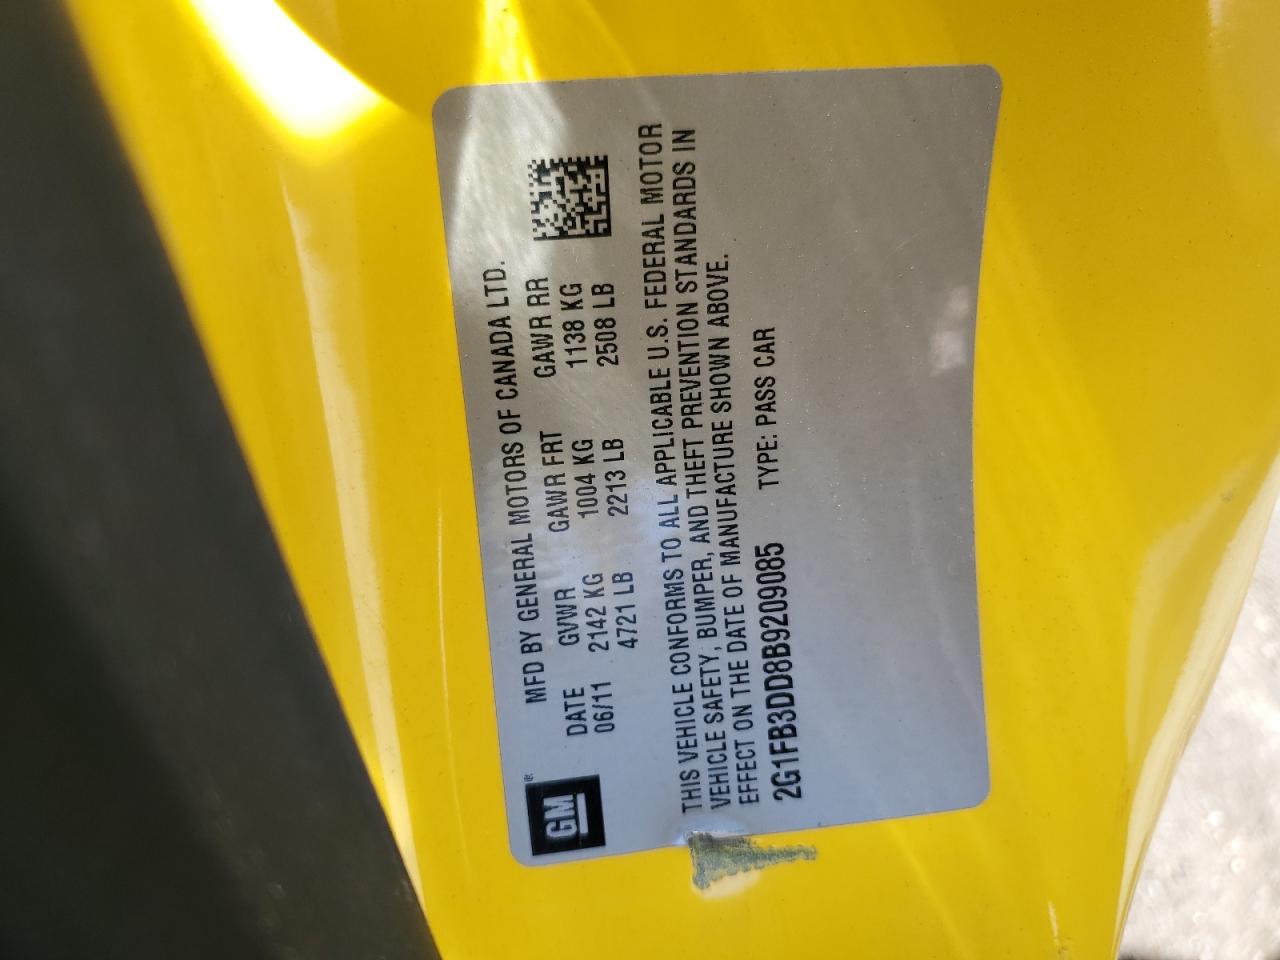 GM®
MFD BY GENERAL MOTORS OF CANADA LTD.
DATE GVWR GAWR FRT GAWR RR
06/11 2142 KG 1004 KG 1138 KG
4721 LB 2213 LB 2508 LB
THIS VEHICLE CONFORMS TO ALL APPLICABLE U.S. FEDERAL MOTOR
VEHICLE SAFETY, BUMPER, AND THEFT PREVENTION STANDARDS IN
EFFECT ON THE DATE OF MANUFACTURE SHOWN ABOVE.
2G1FB3DD8B9209085 TYPE: PASS CAR